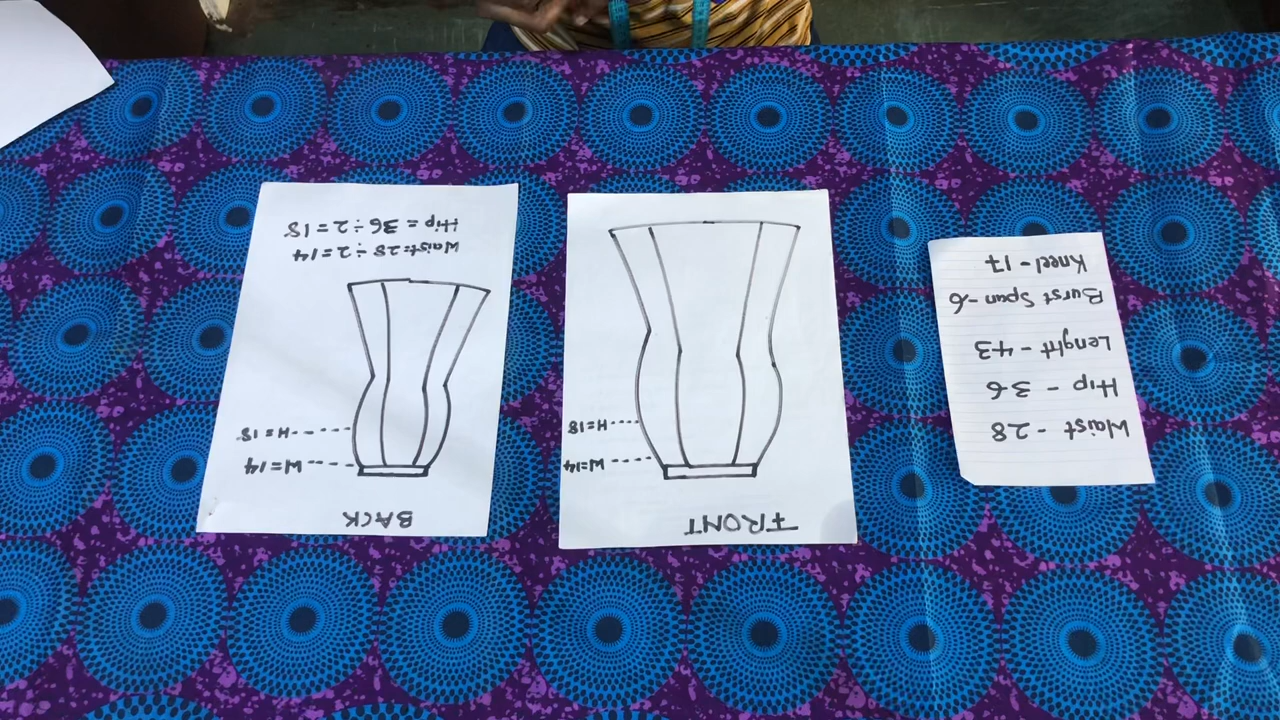 FRONT
W=14
H=18
BACK
W=14
H=18
Waist=28 ÷ 2=14
Hip = 36 ÷ 2=18
Waist - 28
Hip - 36
Lenght - 43
Burst Span -6
Kneel - 17